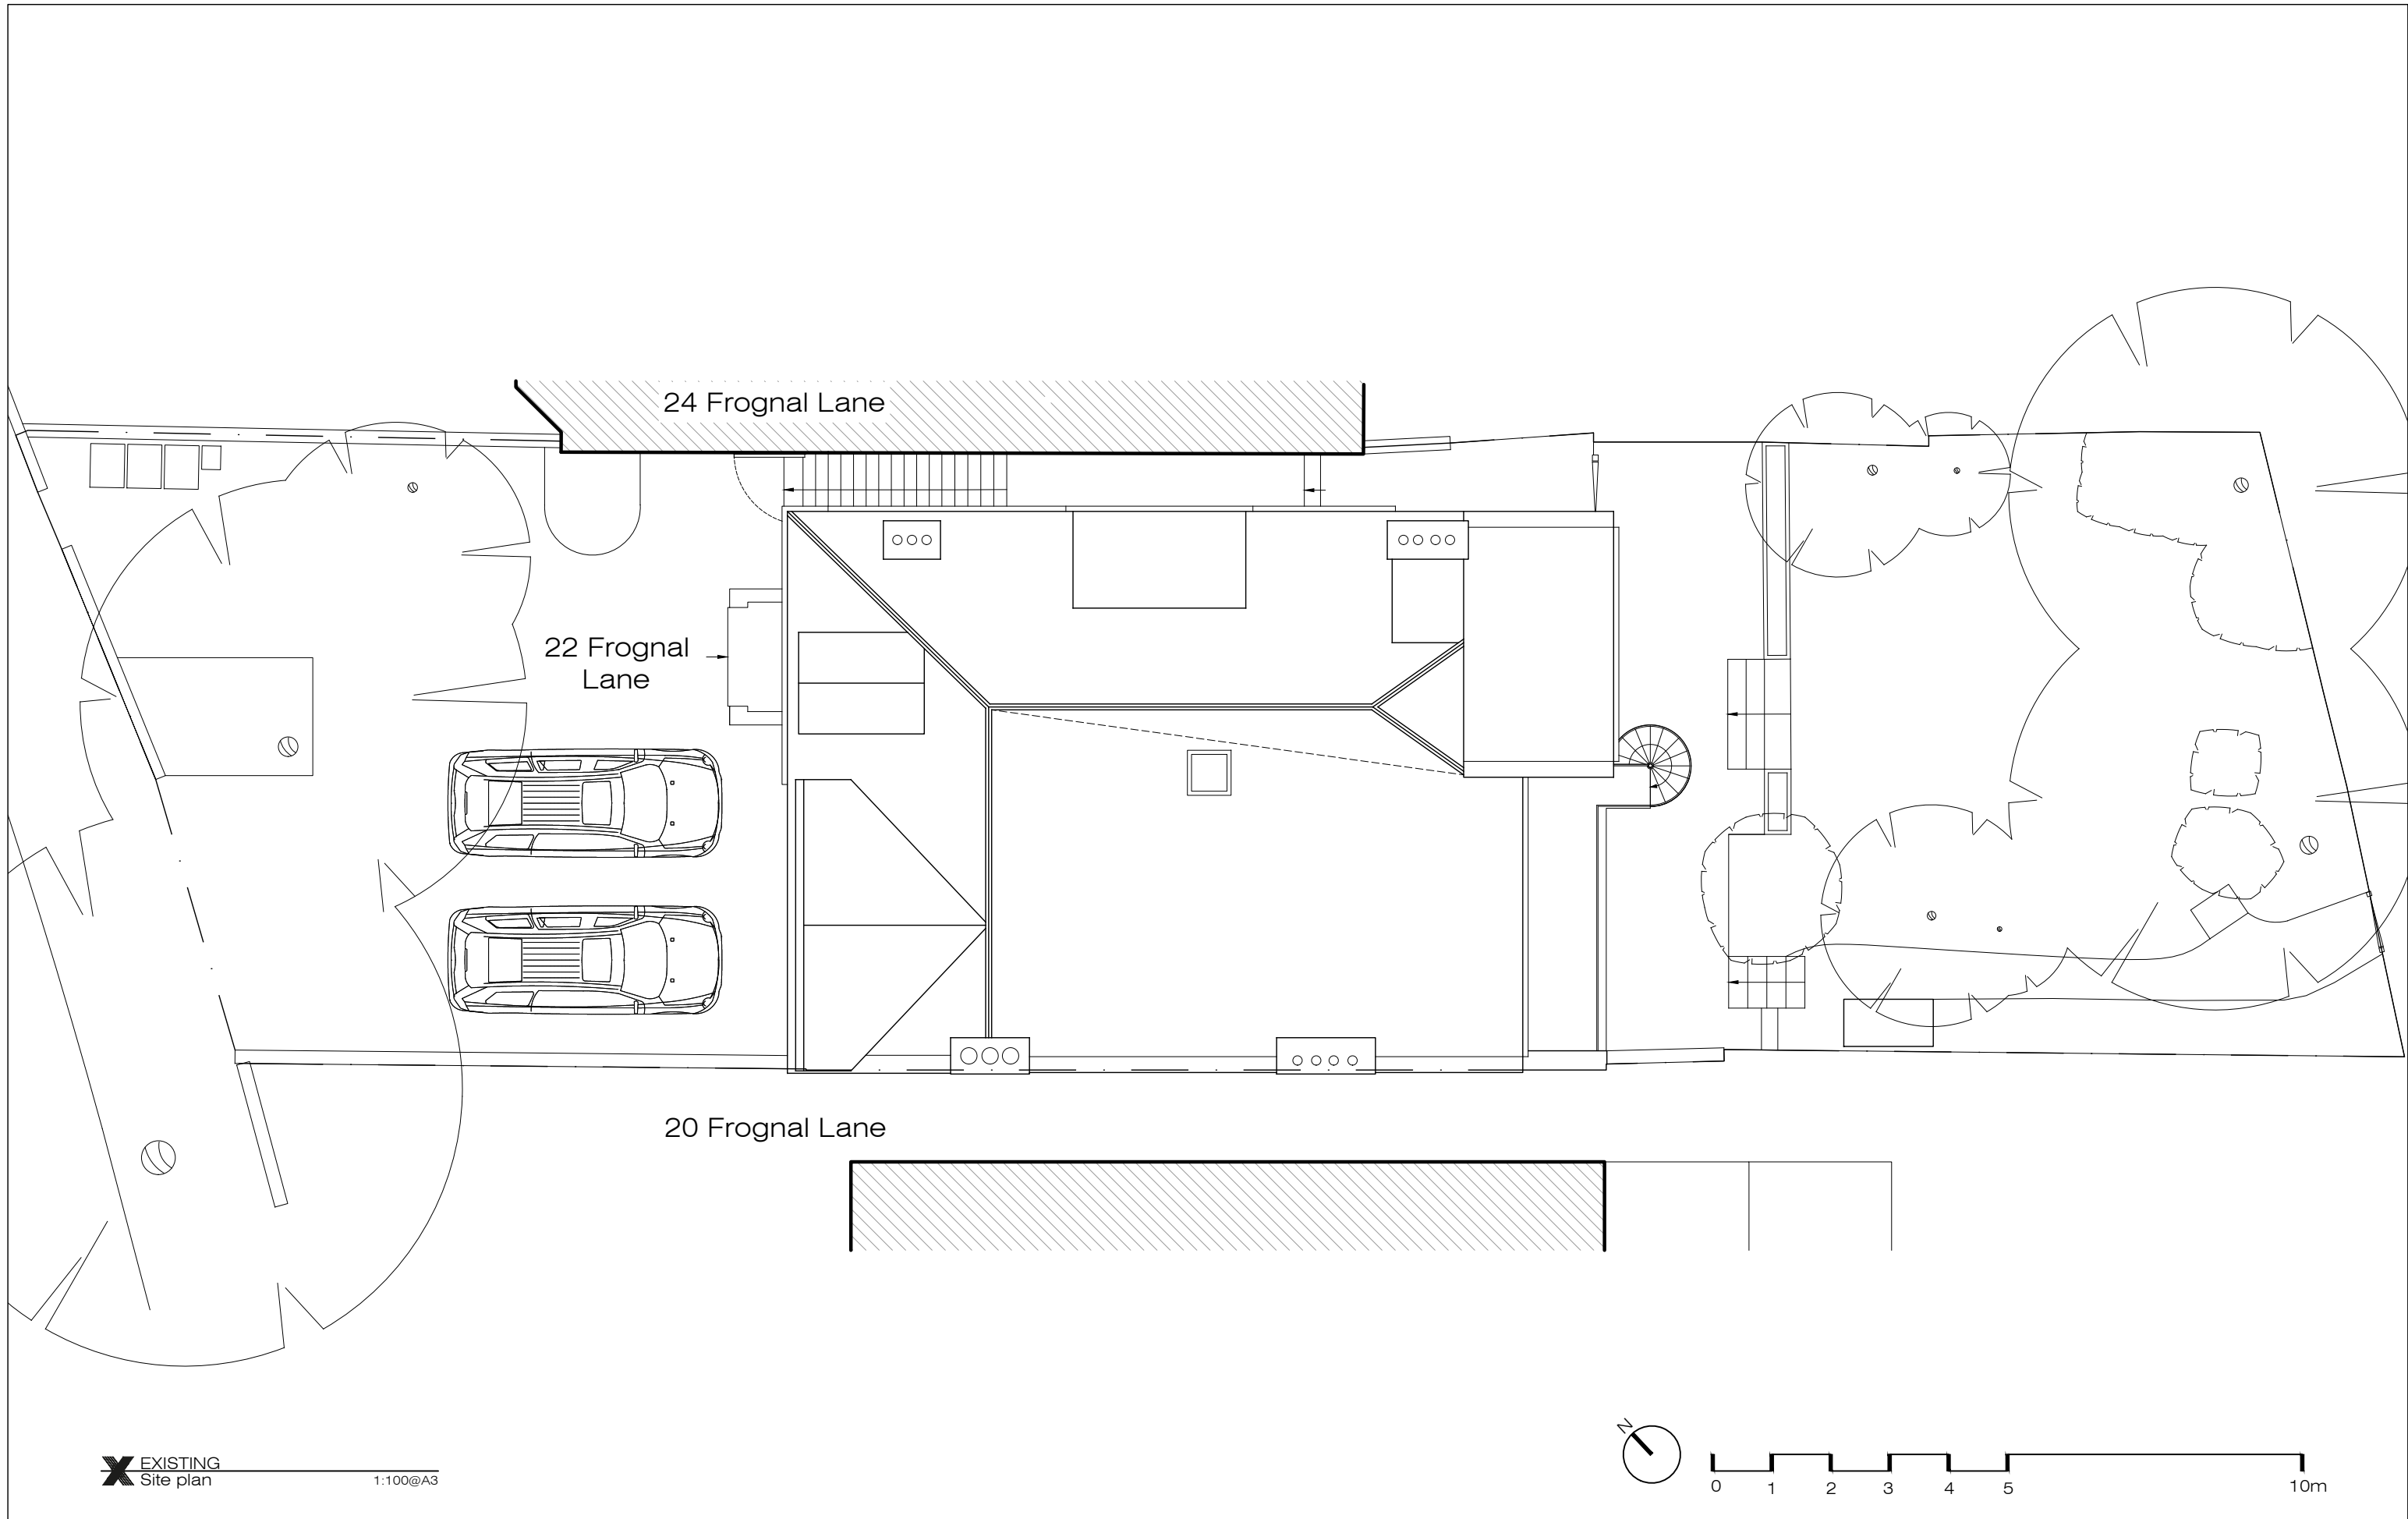 24 Frognal Lane
22 Frognal
Lane
20 Frognal Lane
N
X EXISTING
Site plan
1:100@A3
0 1 2 3 4 5 10m